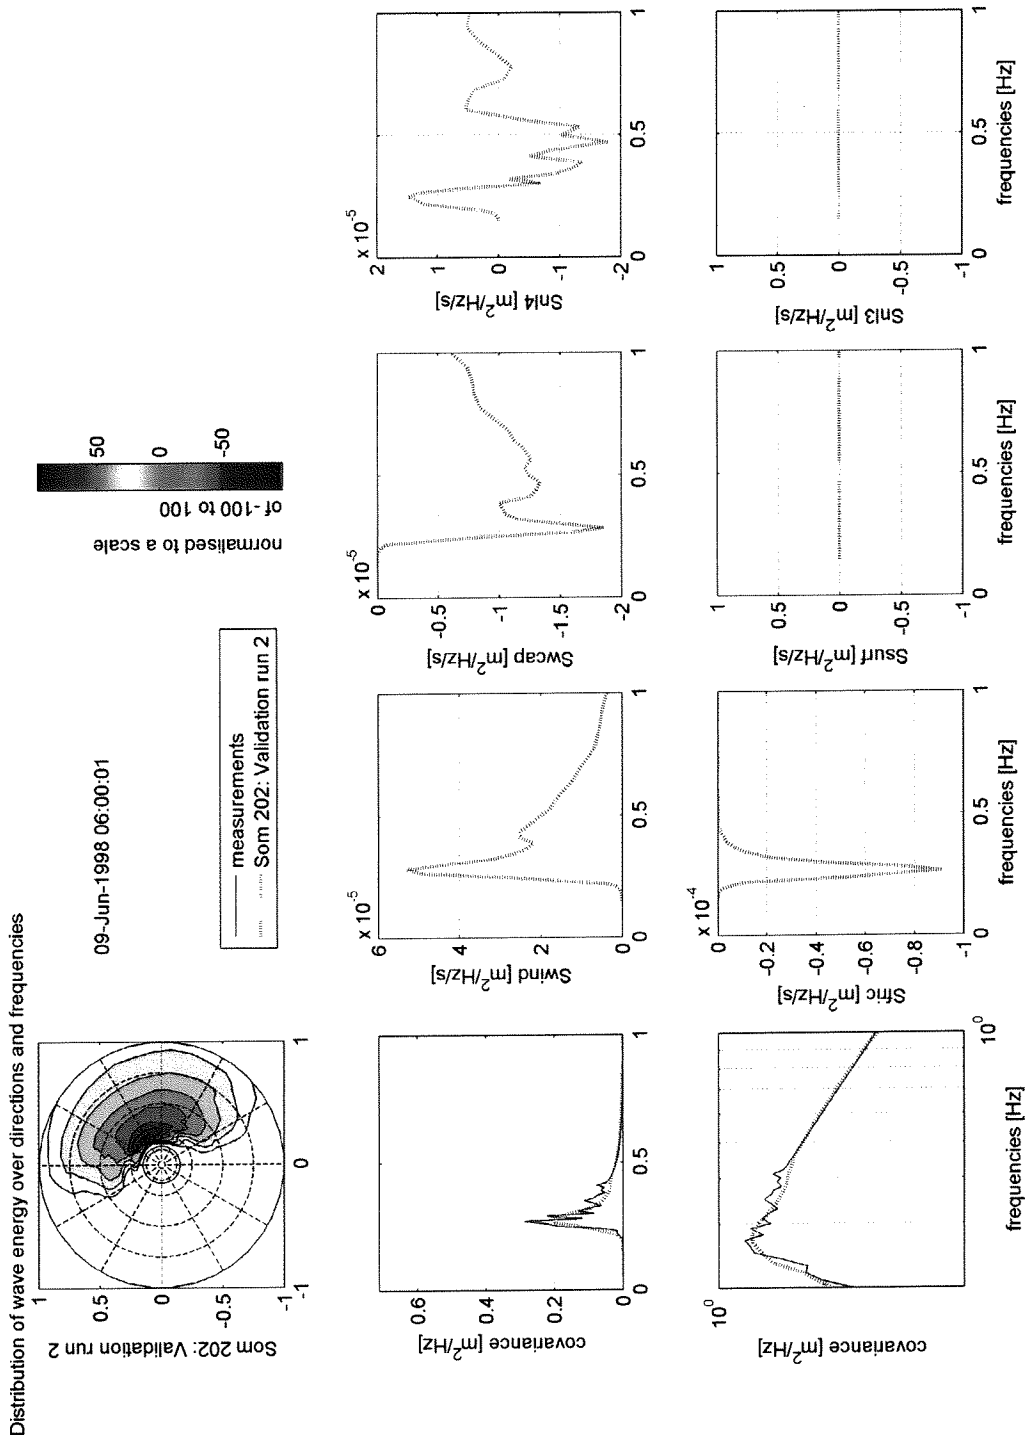 Distribution of wave energy over directions and frequencies
09-Jun-1998 06:00:01
Som 202: Validation run 2
1
0.5
0
-0.5
-1
-1
0
1
measurements
Som 202: Validation run 2
normalised to a scale
of -100 to 100
50
0
-50
covariance [m²/Hz]
0.6
0.4
0.2
0
0
0.5
1
Swind [m²/Hz/s]
x 10⁻⁵
6
4
2
0
0
0.5
1
Swcap [m²/Hz/s]
x 10⁻⁵
0
-0.5
-1
-1.5
-2
0
0.5
1
Snl4 [m²/Hz/s]
x 10⁻⁵
2
1
0
-1
-2
0
0.5
1
covariance [m²/Hz]
10⁰
10⁰
frequencies [Hz]
Sfric [m²/Hz/s]
x 10⁻⁴
0
-0.2
-0.4
-0.6
-0.8
-1
0
0.5
1
frequencies [Hz]
Ssurf [m²/Hz/s]
1
0.5
0
-0.5
-1
0
0.5
1
frequencies [Hz]
Snl3 [m²/Hz/s]
1
0.5
0
-0.5
-1
0
0.5
1
frequencies [Hz]